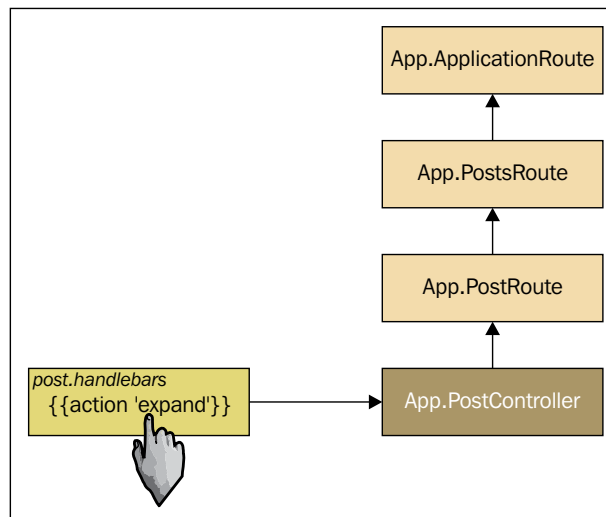 App.ApplicationRoute
App.PostsRoute
App.PostRoute
post.handlebars
{{action 'expand'}}
App.PostController